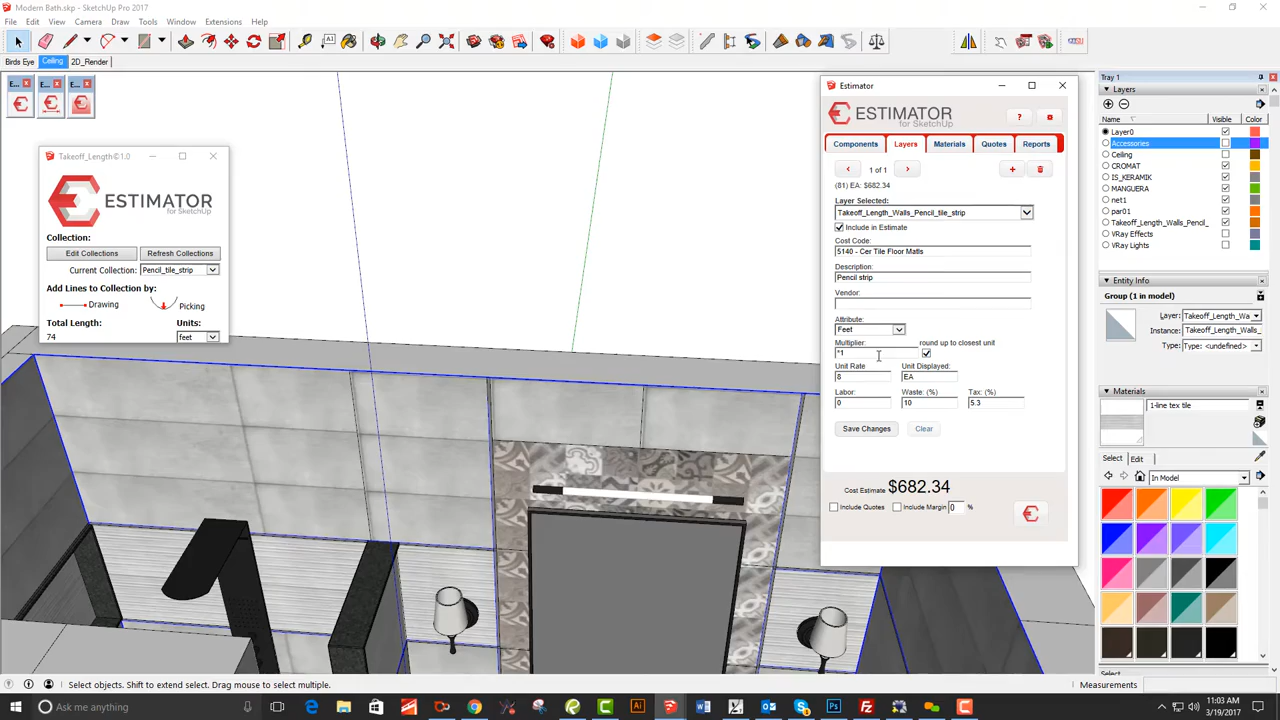 Modern Bath.skp - SketchUp Pro 2017
File Edit View Camera Draw Tools Window Extensions Help
Birds Eye Ceiling 2D_Render
E... E... E...
Takeoff_Length©1.0
ESTIMATOR
for SketchUp
Collection:
Edit Collections Refresh Collections
Current Collection: Pencil_tile_strip
Add Lines to Collection by:
Drawing Picking
Total Length: Units:
74 feet
Estimator
ESTIMATOR
for SketchUp
?
Components Layers Materials Quotes Reports
1 of 1
(81) EA: $682.34
Layer Selected:
Takeoff_Length_Walls_Pencil_tile_strip
Include in Estimate
Cost Code:
5140 - Cer Tile Floor Matls
Description:
Pencil strip
Vendor:
Attribute:
Feet
Multiplier: round up to closest unit
*1
Unit Rate Unit Displayed:
8 EA
Labor: Waste: (%) Tax: (%)
0 10 5.3
Save Changes Clear
Cost Estimate $682.34
Include Quotes Include Margin 0 %
Tray 1
Layers
Name Visible Color
Layer0
Accessories
Ceiling
CROMAT
IS_KERAMIK
MANGUERA
net1
par01
Takeoff_Length_Walls_Pencil_
VRay Effects
VRay Lights
Entity Info
Group (1 in model)
Layer: Takeoff_Length_Wa
Instance: Takeoff_Length_Walls_
Type: Type: <undefined>
Materials
1-line tex tile
Select Edit
In Model
Select
Select objects. Shift to extend select. Drag mouse to select multiple.
Measurements
Ask me anything
11:03 AM
3/19/2017